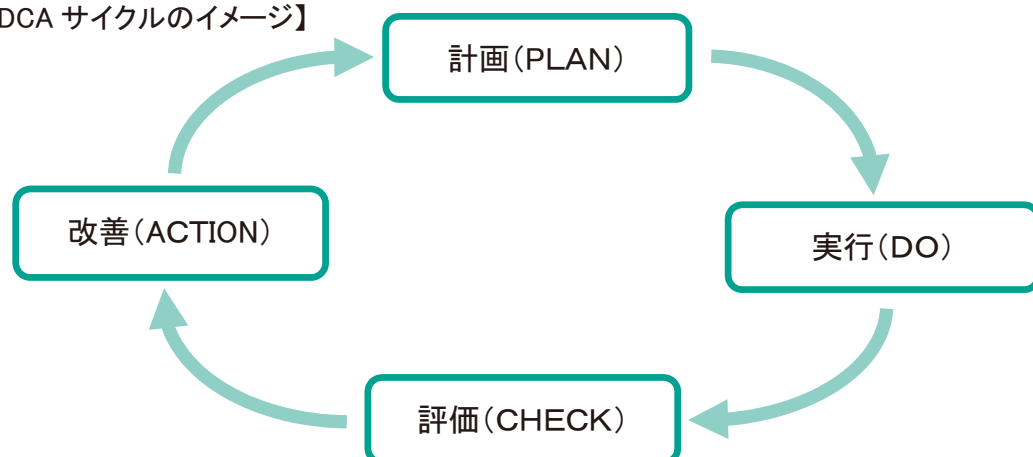 DCA サイクルのイメージ】
計画（PLAN）
実行（DO）
評価（CHECK）
改善（ACTION）